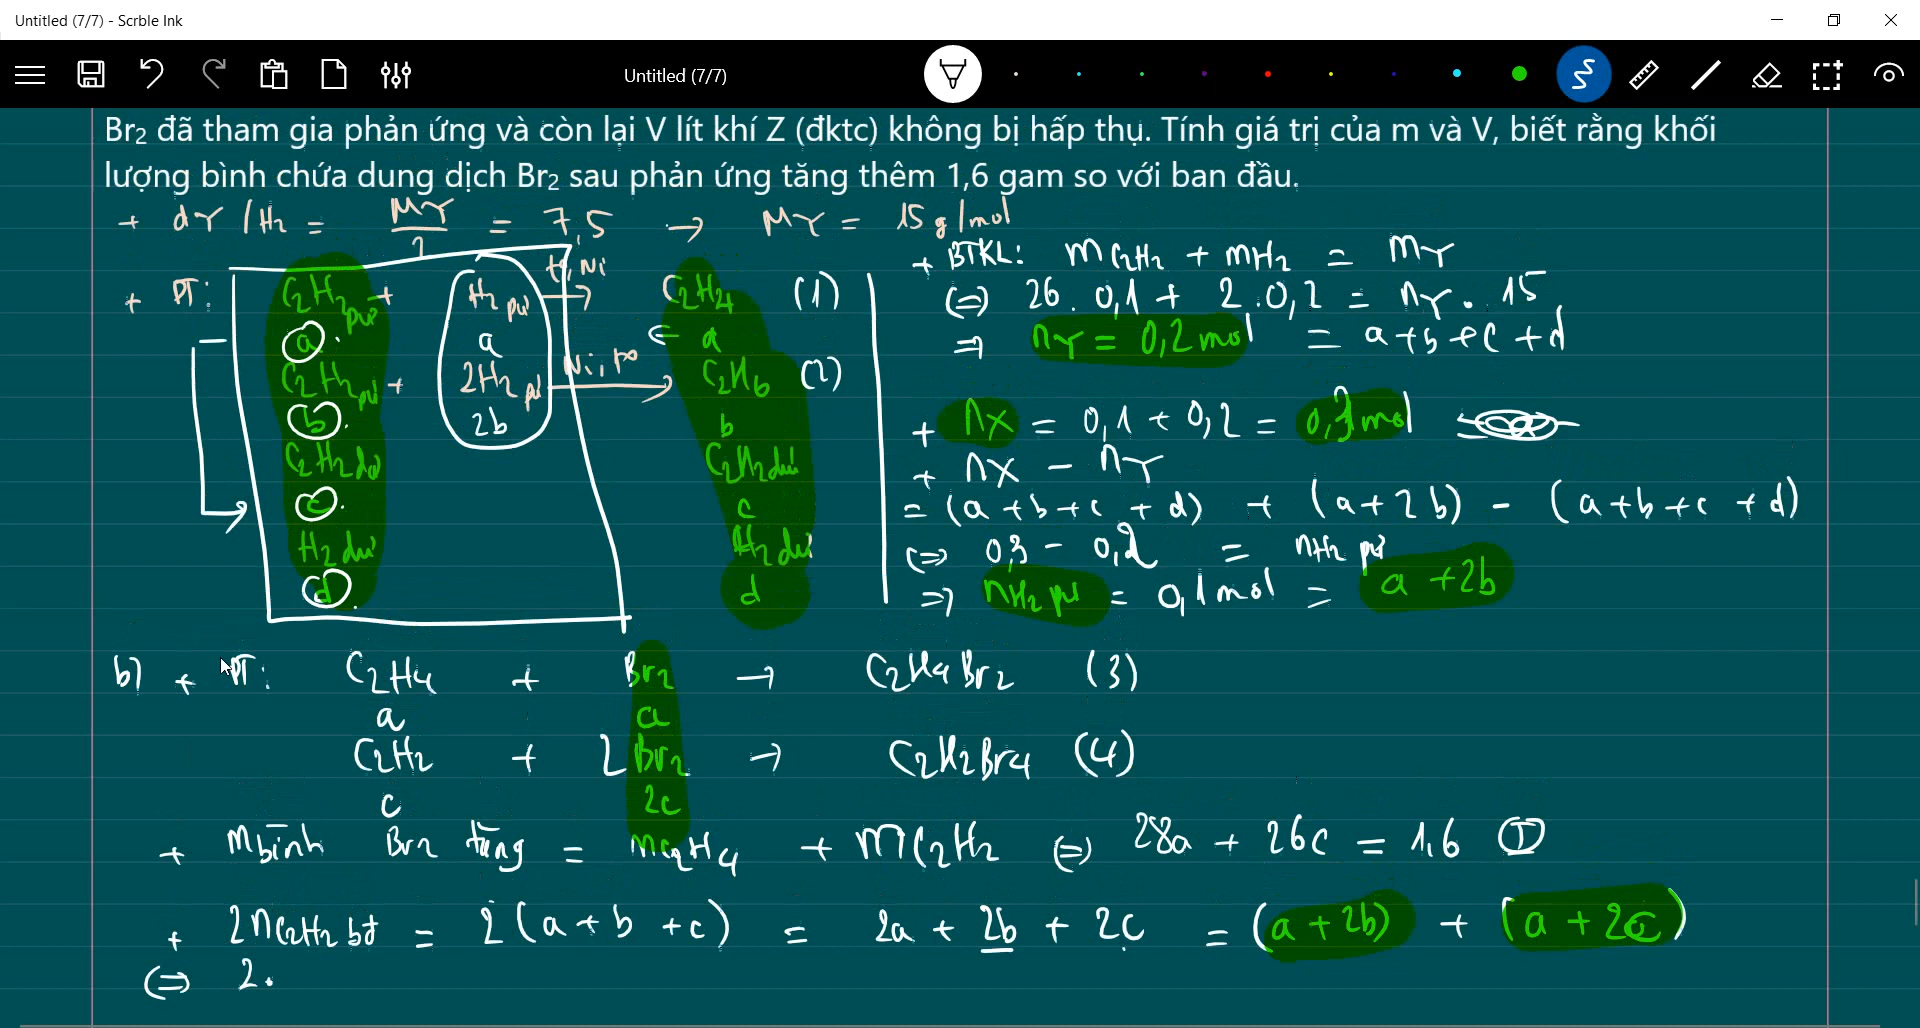 Untitled (7/7) - Scrble Ink
Untitled (7/7)
Br₂ đã tham gia phản ứng và còn lại V lít khí Z (đktc) không bị hấp thụ. Tính giá trị của m và V, biết rằng khối
lượng bình chứa dung dịch Br₂ sau phản ứng tăng thêm 1,6 gam so với ban đầu.
+ dY/H₂ = MY/2 = 7,5 → MY = 15 g/mol
+ PT: C₂H₂ pư + H₂ pư →(t°, Ni) C₂H₄ (1)
a a ← a
C₂H₂ pư + 2H₂ pư →(Ni, t°) C₂H₆ (2)
b 2b b
C₂H₂ dư C₂H₂ dư
c c
H₂ dư H₂ dư
d d
+ BTKL: mC₂H₂ + mH₂ = mY
⇔ 26 . 0,1 + 2 . 0,2 = nY . 15
⇒ nY = 0,2 mol = a + b + c + d
+ nX = 0,1 + 0,2 = 0,3 mol
+ nX - nY
= (a + b + c + d) + (a + 2b) - (a + b + c + d)
⇔ 0,3 - 0,2 = nH₂ pư
⇒ nH₂ pư = 0,1 mol = a + 2b
b) + PT: C₂H₄ + Br₂ → C₂H₄Br₂ (3)
a a
C₂H₂ + 2Br₂ → C₂H₂Br₄ (4)
c 2c
+ m bình Br₂ tăng = mC₂H₄ + mC₂H₂ ⇔ 28a + 26c = 1,6 Ⓘ
+ 2nC₂H₂ bđ = 2(a + b + c) = 2a + 2b + 2c = (a + 2b) + (a + 2c)
⇔ 2.